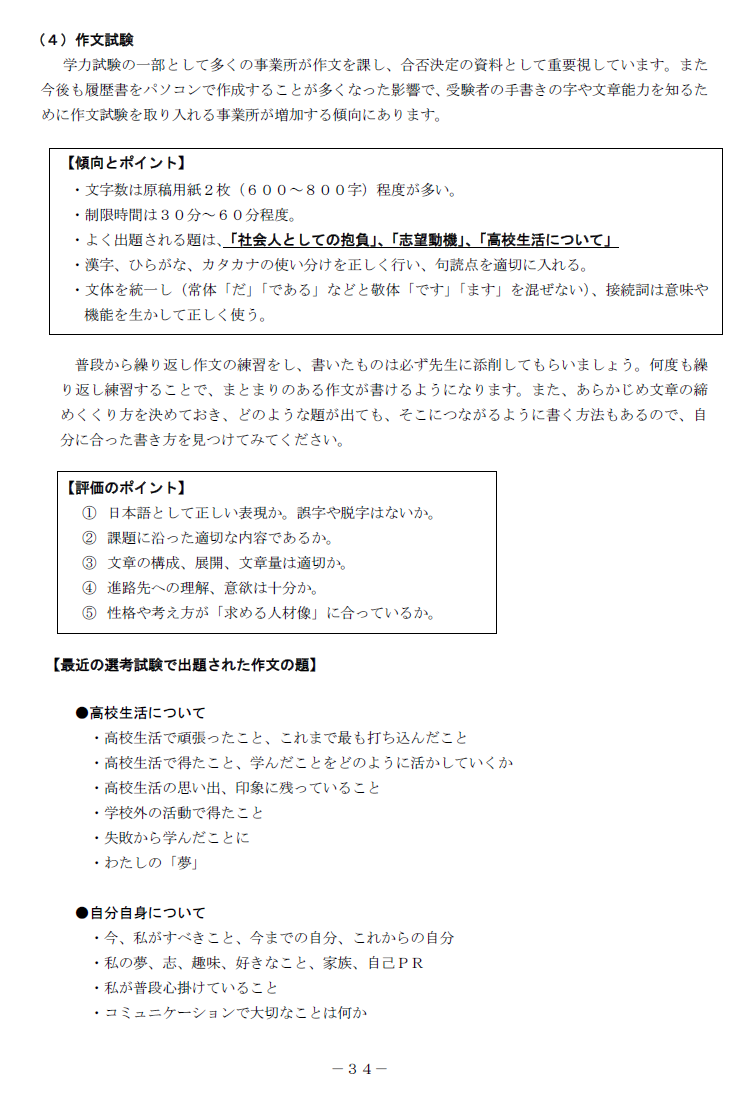 （４）作文試験
学力試験の一部として多くの事業所が作文を課し、合否決定の資料として重要視しています。また
今後も履歴書をパソコンで作成することが多くなった影響で、受験者の手書きの字や文章能力を知るた
めに作文試験を取り入れる事業所が増加する傾向にあります。
【傾向とポイント】
・文字数は原稿用紙２枚（６００～８００字）程度が多い。
・制限時間は３０分～６０分程度。
・よく出題される題は、「社会人としての抱負」、「志望動機」、「高校生活について」
・漢字、ひらがな、カタカナの使い分けを正しく行い、句読点を適切に入れる。
・文体を統一し（常体「だ」「である」などと敬体「です」「ます」を混ぜない）、接続詞は意味や
機能を生かして正しく使う。
普段から繰り返し作文の練習をし、書いたものは必ず先生に添削してもらいましょう。何度も繰
り返し練習することで、まとまりのある作文が書けるようになります。また、あらかじめ文章の締
めくくり方を決めておき、どのような題が出ても、そこにつながるように書く方法もあるので、自
分に合った書き方を見つけてみてください。
【評価のポイント】
① 日本語として正しい表現か。誤字や脱字はないか。
② 課題に沿った適切な内容であるか。
③ 文章の構成、展開、文章量は適切か。
④ 進路先への理解、意欲は十分か。
⑤ 性格や考え方が「求める人材像」に合っているか。
【最近の選考試験で出題された作文の題】
●高校生活について
・高校生活で頑張ったこと、これまで最も打ち込んだこと
・高校生活で得たこと、学んだことをどのように活かしていくか
・高校生活の思い出、印象に残っていること
・学校外の活動で得たこと
・失敗から学んだことに
・わたしの「夢」
●自分自身について
・今、私がすべきこと、今までの自分、これからの自分
・私の夢、志、趣味、好きなこと、家族、自己ＰＲ
・私が普段心掛けていること
・コミュニケーションで大切なことは何か
－３４－